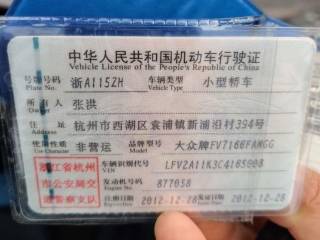 中华人民共和国机动车行驶证
Vehicle License of the People's Republic of China
号牌号码 浙A115ZH 车辆类型 小型轿车
Plate No. Vehicle Type
所有人 张洪
Owner
住址 杭州市西湖区袁浦镇新浦沿村394号
Address
使用性质 非营运 品牌型号 大众牌FV7166FAMGG
浙江省杭州
市公安局交
通警察支队
车辆识别代号 LFV2A11K3C4165008
VIN
发动机号码 877058
Engine No.
注册日期 2012-12-28 发证日期 2012-12-28